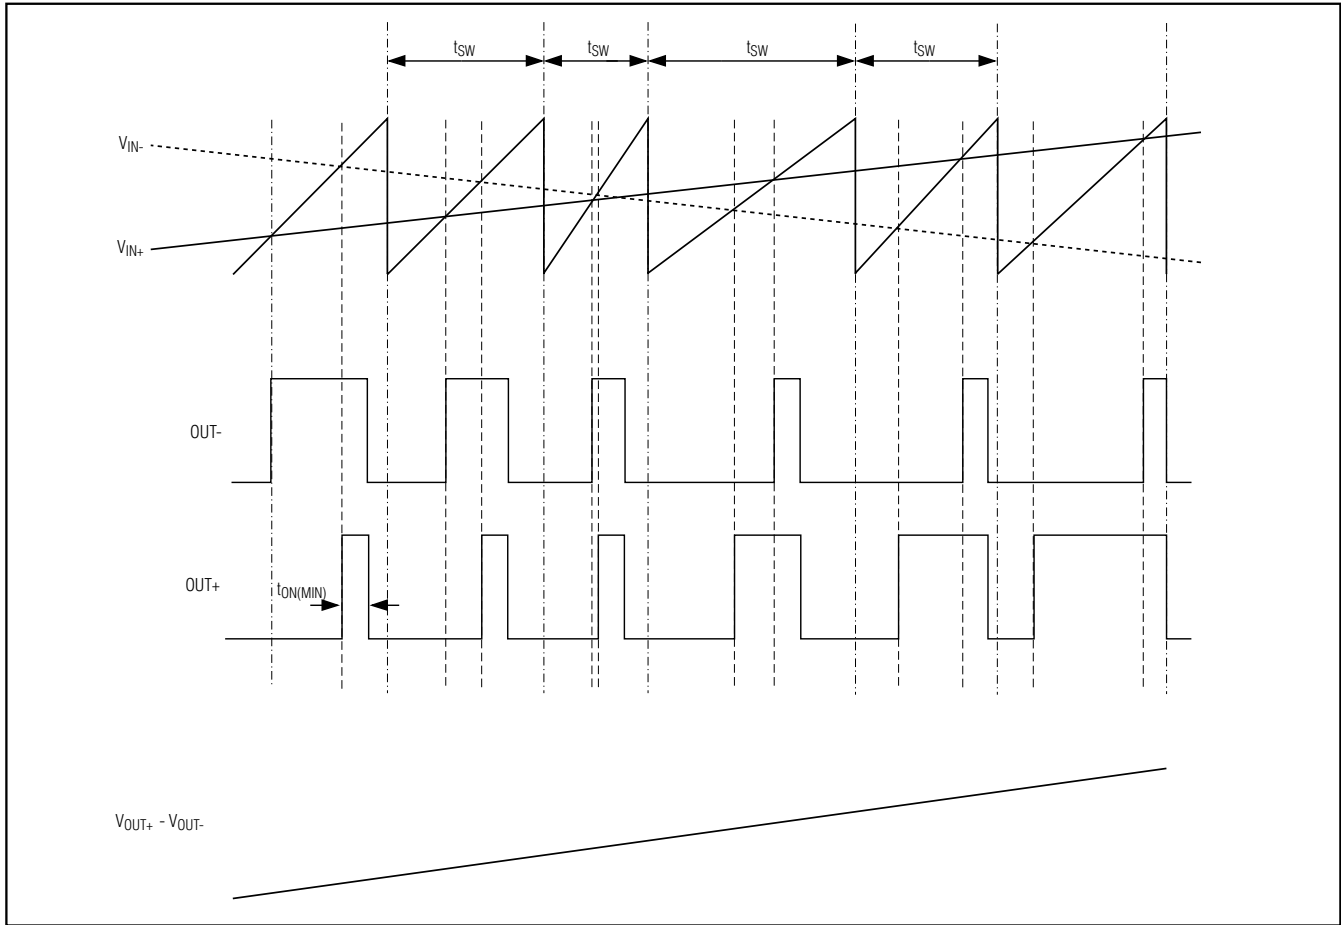 tSW tSW tSW tSW
VIN-
VIN+
OUT-
OUT+
tON(MIN)
VOUT+ - VOUT-